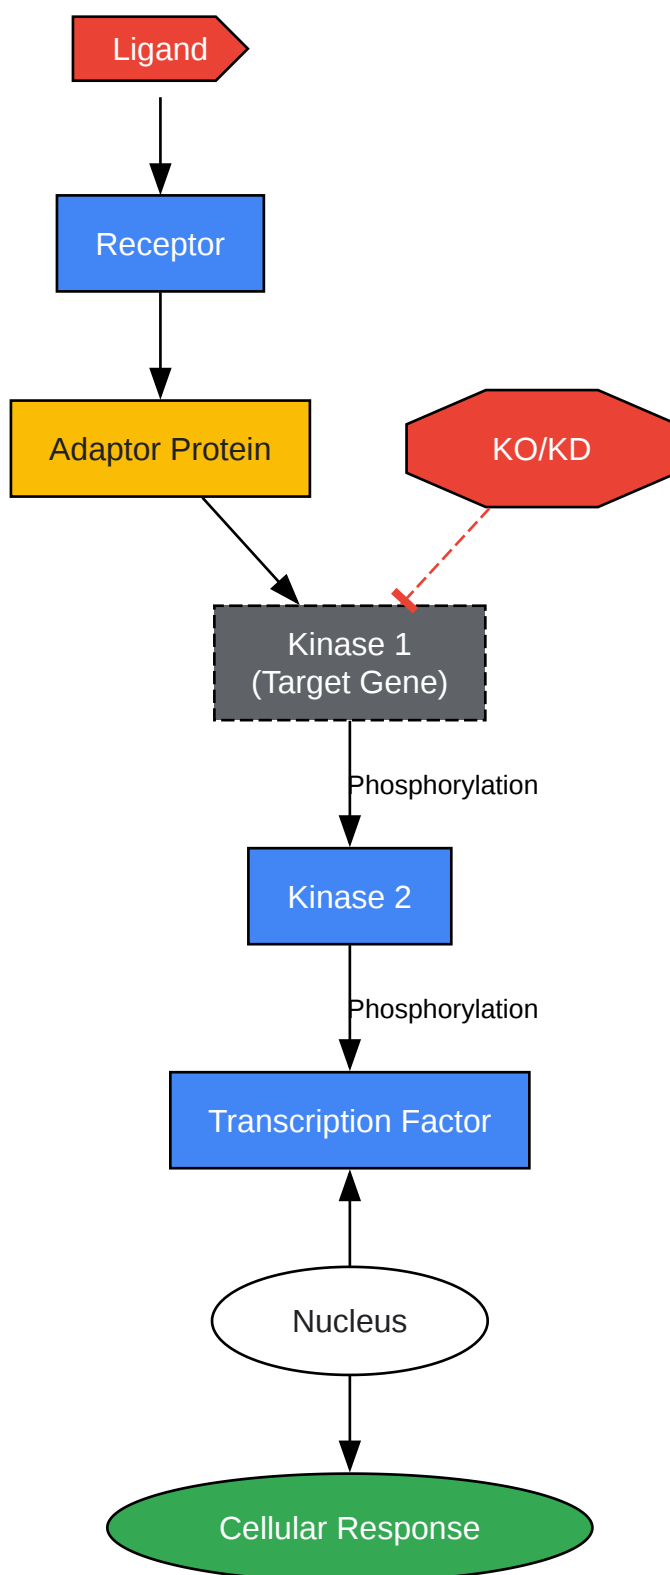 Ligand
Receptor
Adaptor Protein
KO/KD
Kinase 1
(Target Gene)
Phosphorylation
Kinase 2
Phosphorylation
Transcription Factor
Nucleus
Cellular Response